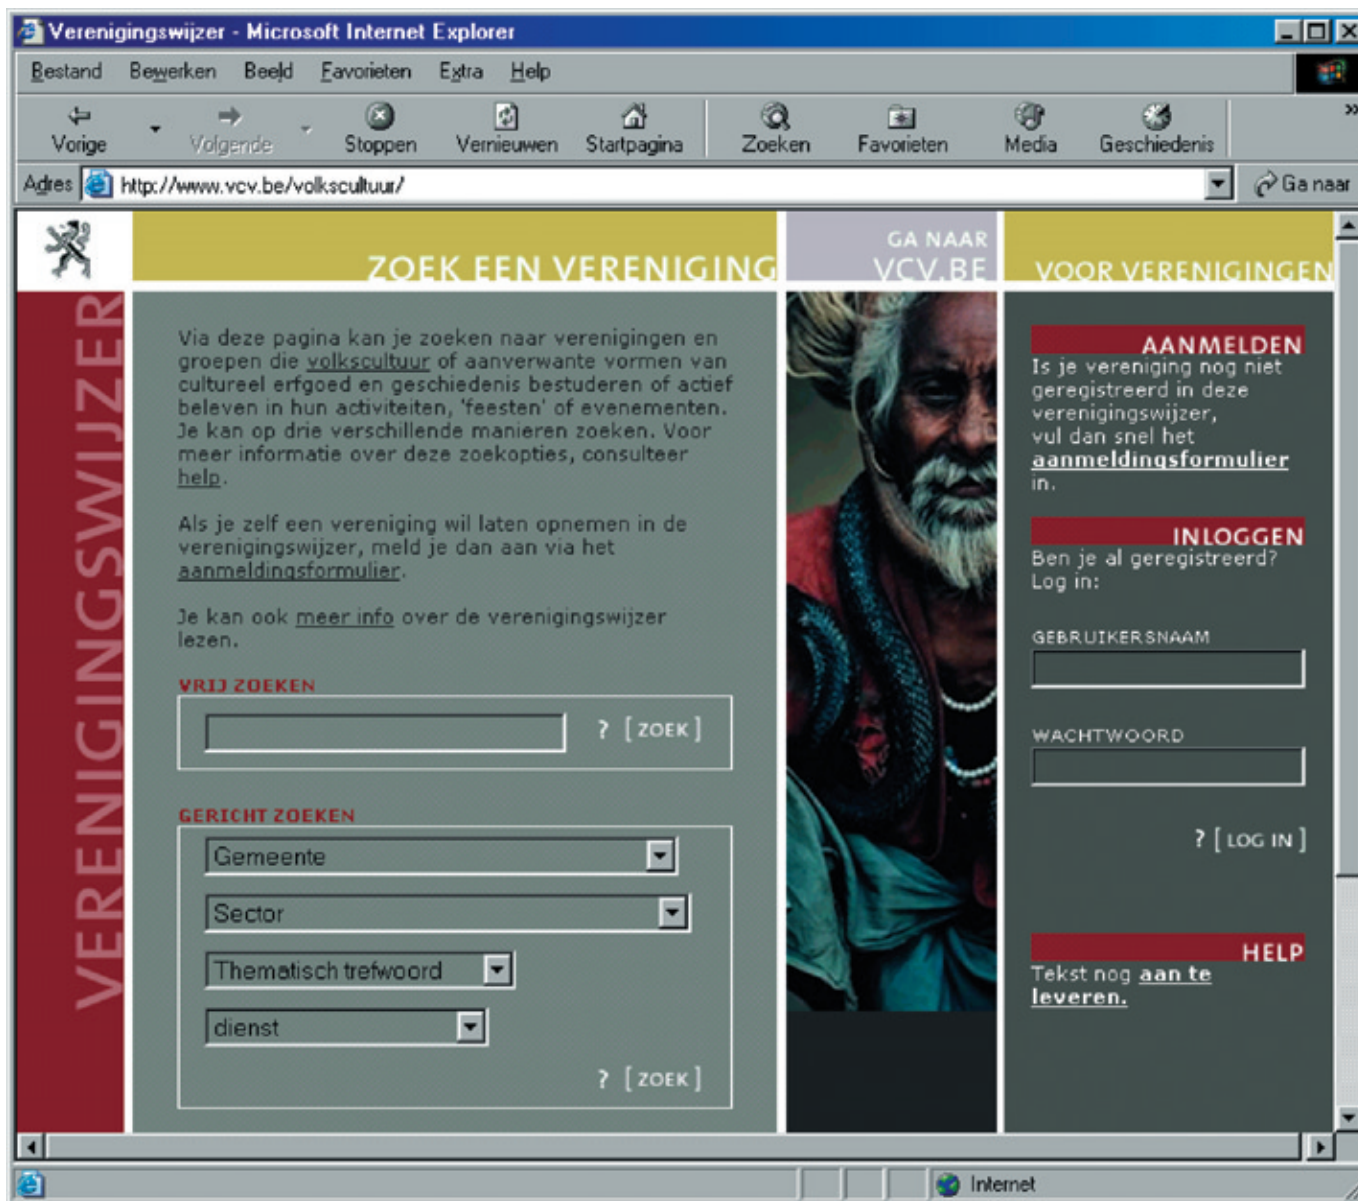 Verenigingswijzer - Microsoft Internet Explorer
Bestand Bewerken Beeld Favorieten Extra Help
Vorige Volgende Stoppen Vernieuwen Startpagina Zoeken Favorieten Media Geschiedenis »
Adres http://www.vcv.be/volkscultuur/ Ga naar
VERENIGINGSWIJZER
ZOEK EEN VERENIGING
Via deze pagina kan je zoeken naar verenigingen en
groepen die volkscultuur of aanverwante vormen van
cultureel erfgoed en geschiedenis bestuderen of actief
beleven in hun activiteiten, 'feesten' of evenementen.
Je kan op drie verschillende manieren zoeken. Voor
meer informatie over deze zoekopties, consulteer
help.
Als je zelf een vereniging wil laten opnemen in de
verenigingswijzer, meld je dan aan via het
aanmeldingsformulier.
Je kan ook meer info over de verenigingswijzer
lezen.
VRIJ ZOEKEN
? [ ZOEK ]
GERICHT ZOEKEN
Gemeente
Sector
Thematisch trefwoord
dienst
? [ ZOEK ]
GA NAAR
VCV.BE
VOOR VERENIGINGEN
AANMELDEN
Is je vereniging nog niet
geregistreerd in deze
verenigingswijzer,
vul dan snel het
aanmeldingsformulier
in.
INLOGGEN
Ben je al geregistreerd?
Log in:
GEBRUIKERSNAAM
WACHTWOORD
? [ LOG IN ]
HELP
Tekst nog aan te
leveren.
Internet